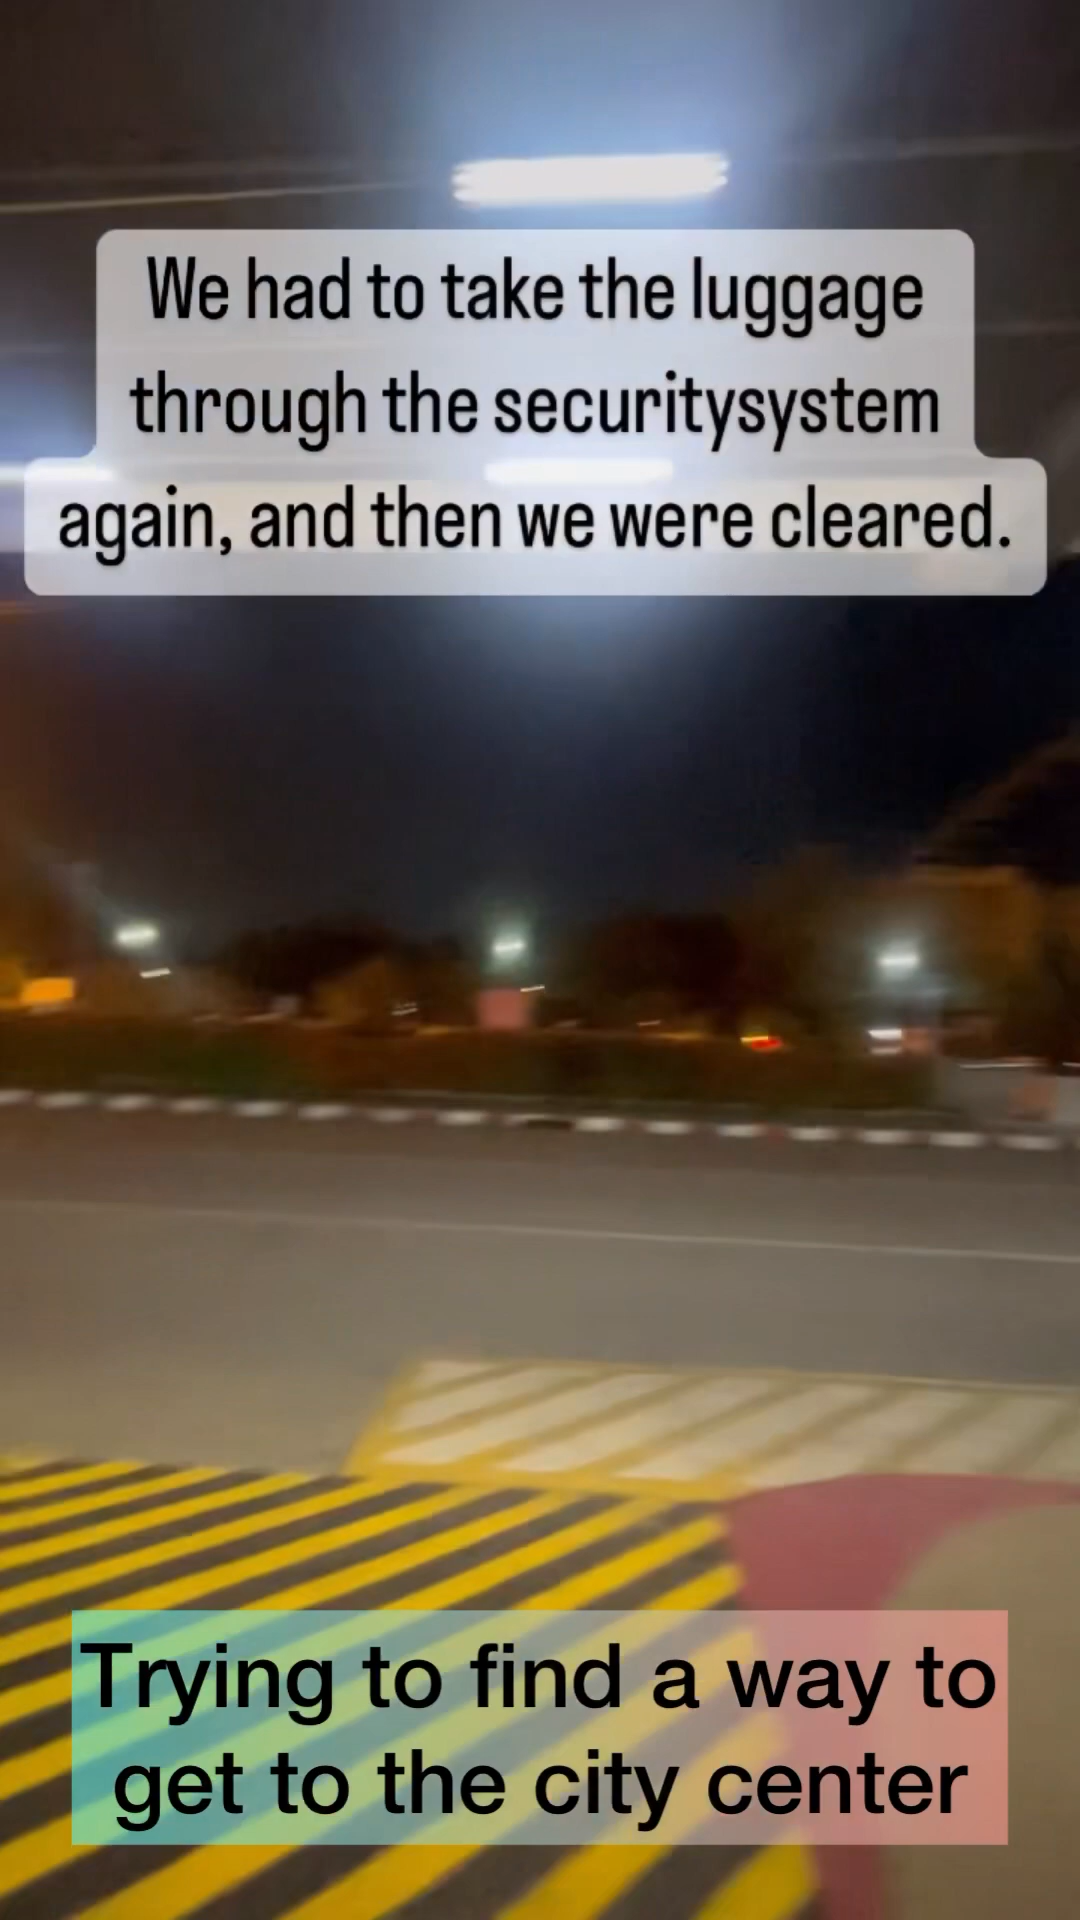 We had to take the luggage
through the securitysystem
again, and then we were cleared.
Trying to find a way to
get to the city center